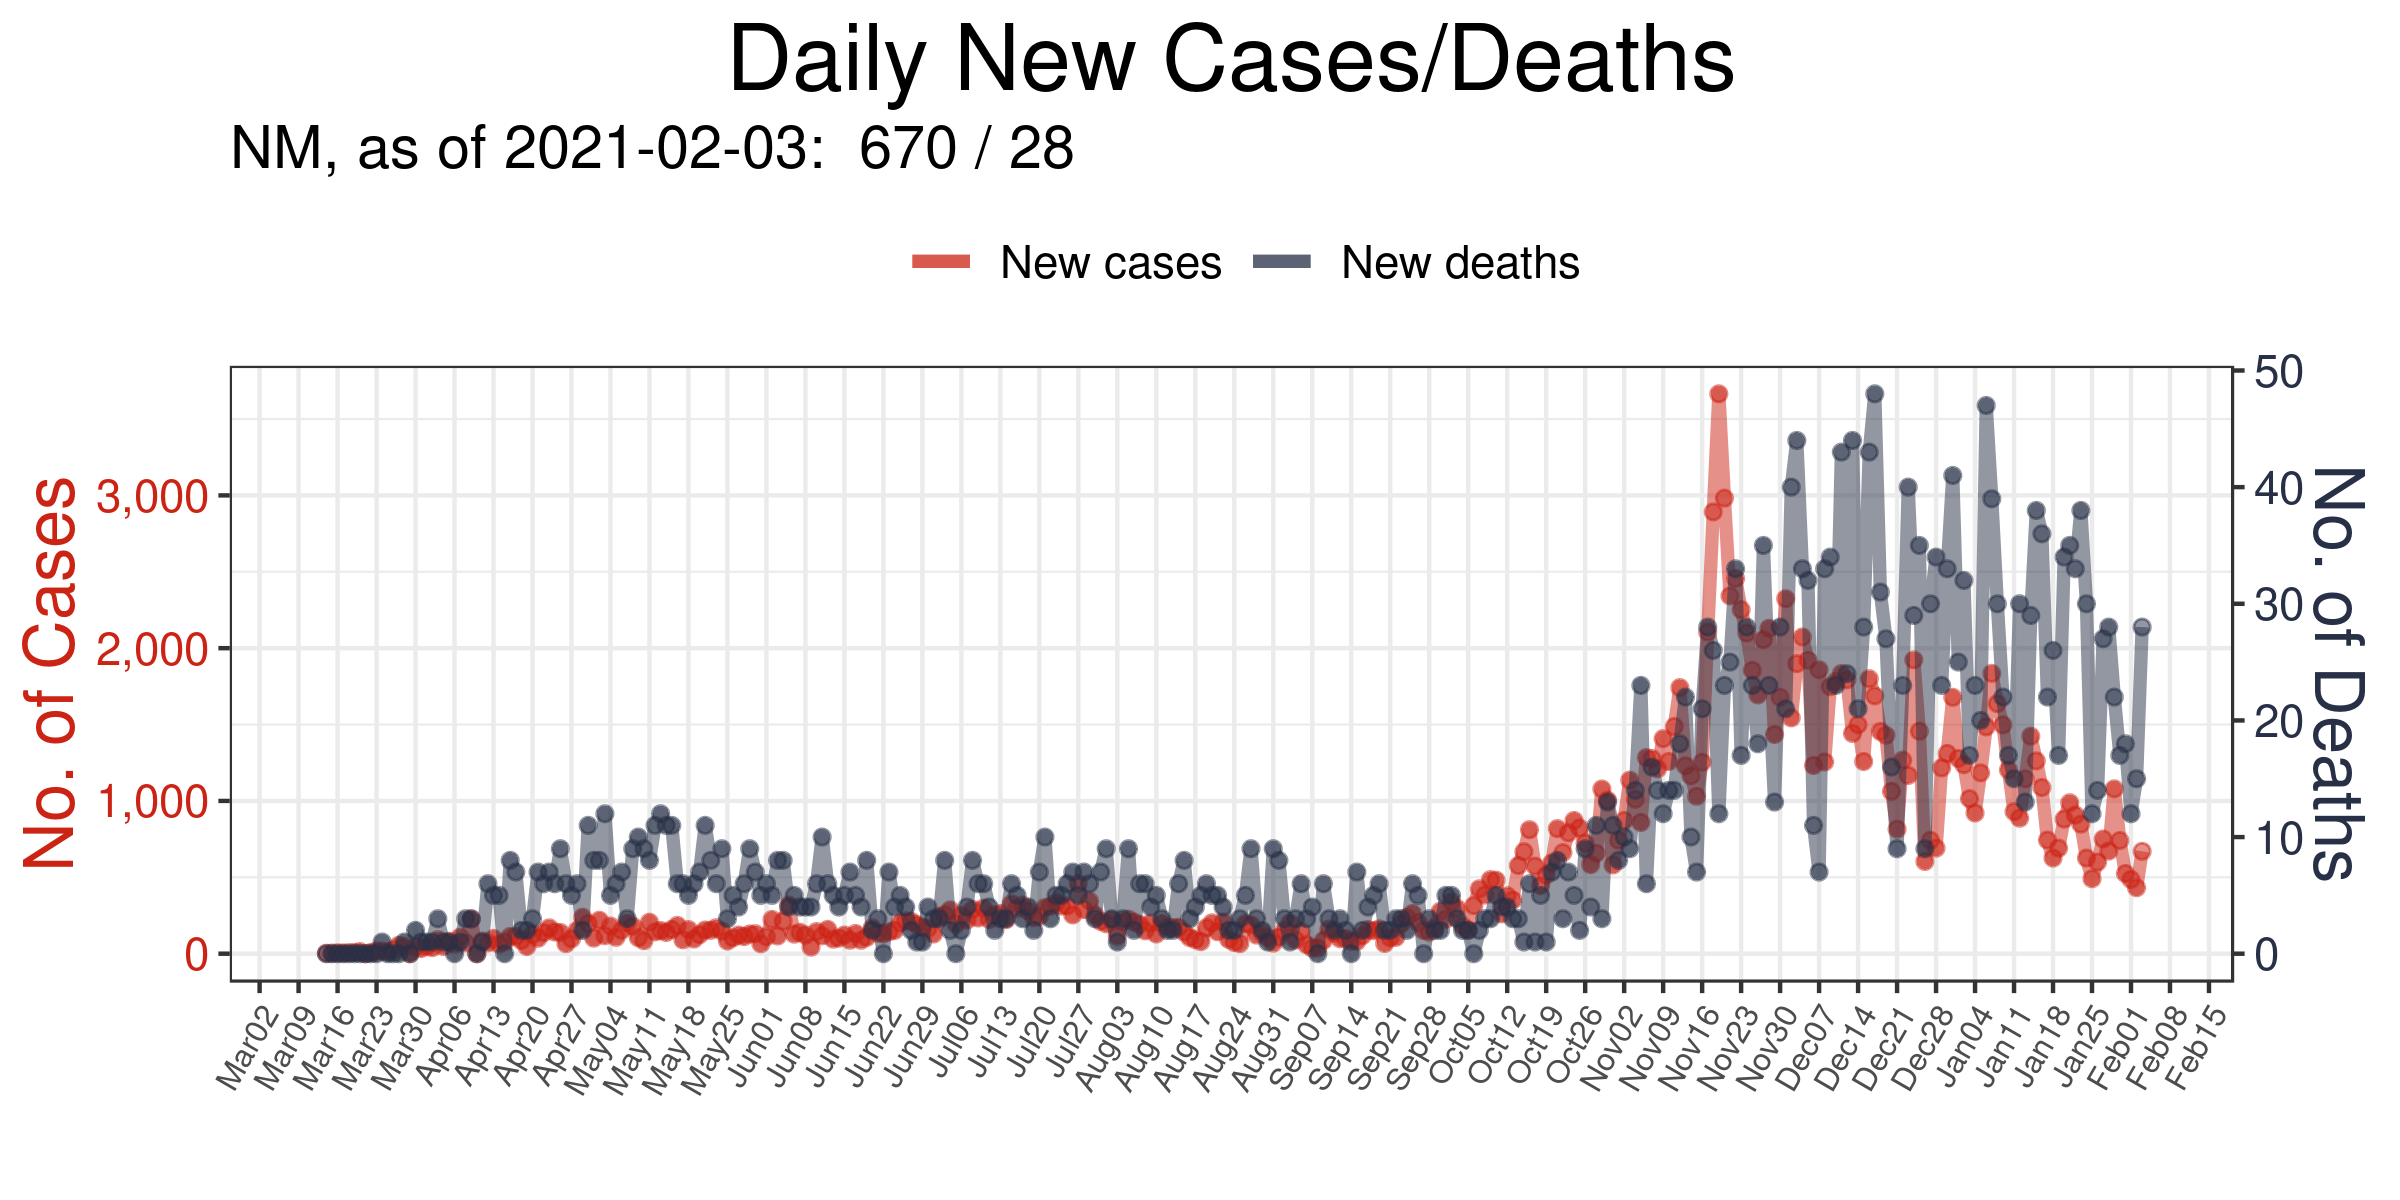 Daily New Cases/Deaths
NM, as of 2021-02-03:  670 / 28
New cases
New deaths
No. of Cases
3,000
2,000
1,000
0
50
40
30
20
10
0
No. of Deaths
Mar02
Mar09
Mar16
Mar23
Mar30
Apr06
Apr13
Apr20
Apr27
May04
May11
May18
May25
Jun01
Jun08
Jun15
Jun22
Jun29
Jul06
Jul13
Jul20
Jul27
Aug03
Aug10
Aug17
Aug24
Aug31
Sep07
Sep14
Sep21
Sep28
Oct05
Oct12
Oct19
Oct26
Nov02
Nov09
Nov16
Nov23
Nov30
Dec07
Dec14
Dec21
Dec28
Jan04
Jan11
Jan18
Jan25
Feb01
Feb08
Feb15